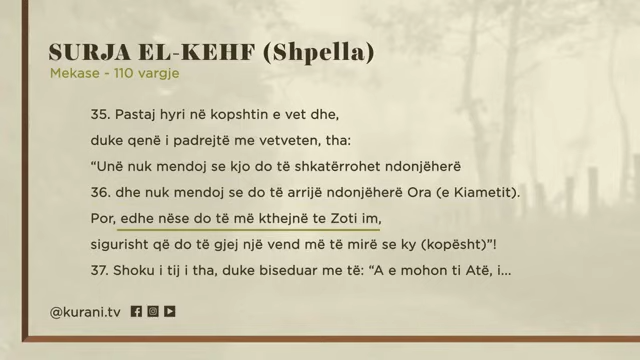 SURJA EL-KEHF (Shpella)
Mekase - 110 vargje
35. Pastaj hyri në kopshtin e vet dhe,
duke qenë i padrejtë me vetveten, tha:
“Unë nuk mendoj se kjo do të shkatërrohet ndonjëherë
36. dhe nuk mendoj se do të arrijë ndonjëherë Ora (e Kiametit).
Por, edhe nëse do të më kthejnë te Zoti im,
sigurisht që do të gjej një vend më të mirë se ky (kopësht)”!
37. Shoku i tij i tha, duke biseduar me të: “A e mohon ti Atë, i...
@kurani.tv